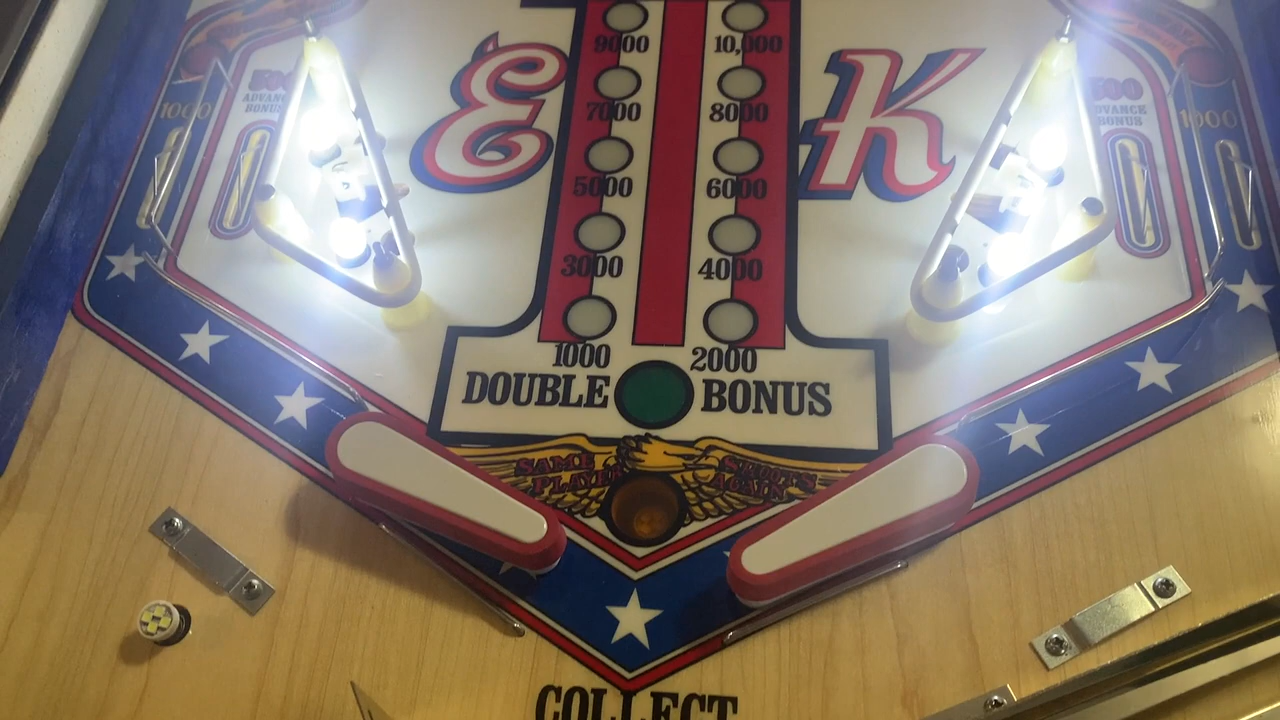 9000 10,000
500 500
E K
ADVANCE BONUS ADVANCE BONUS
1000 1000
7000 8000
5000 6000
3000 4000
1000 2000
DOUBLE BONUS
SAME SHOOTS
PLAYER AGAIN
COLLECT